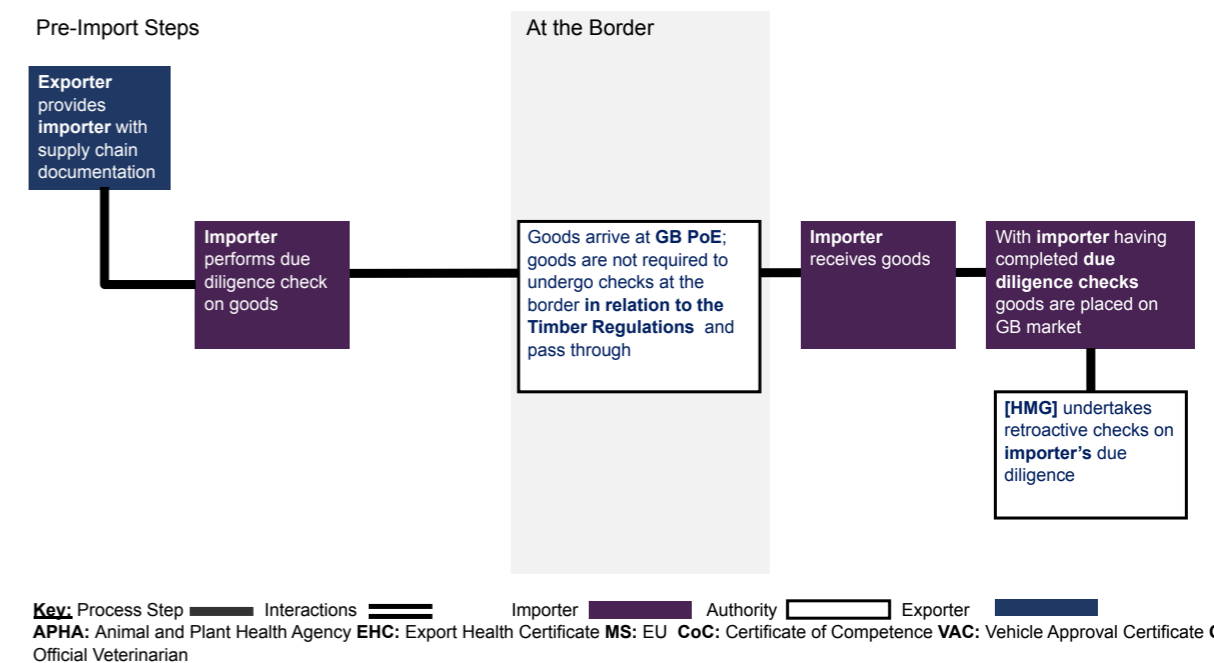 Pre-Import Steps
At the Border
Exporter
provides
importer with
supply chain
documentation
Importer
performs due
diligence check
on goods
Goods arrive at GB PoE;
goods are not required to
undergo checks at the
border in relation to the
Timber Regulations and
pass through
Importer
receives goods
With importer having
completed due
diligence checks
goods are placed on
GB market
[HMG] undertakes
retroactive checks on
importer’s due
diligence
Key: Process Step Interactions Importer Authority Exporter
APHA: Animal and Plant Health Agency EHC: Export Health Certificate MS: EU CoC: Certificate of Competence VAC: Vehicle Approval Certificate
Official Veterinarian